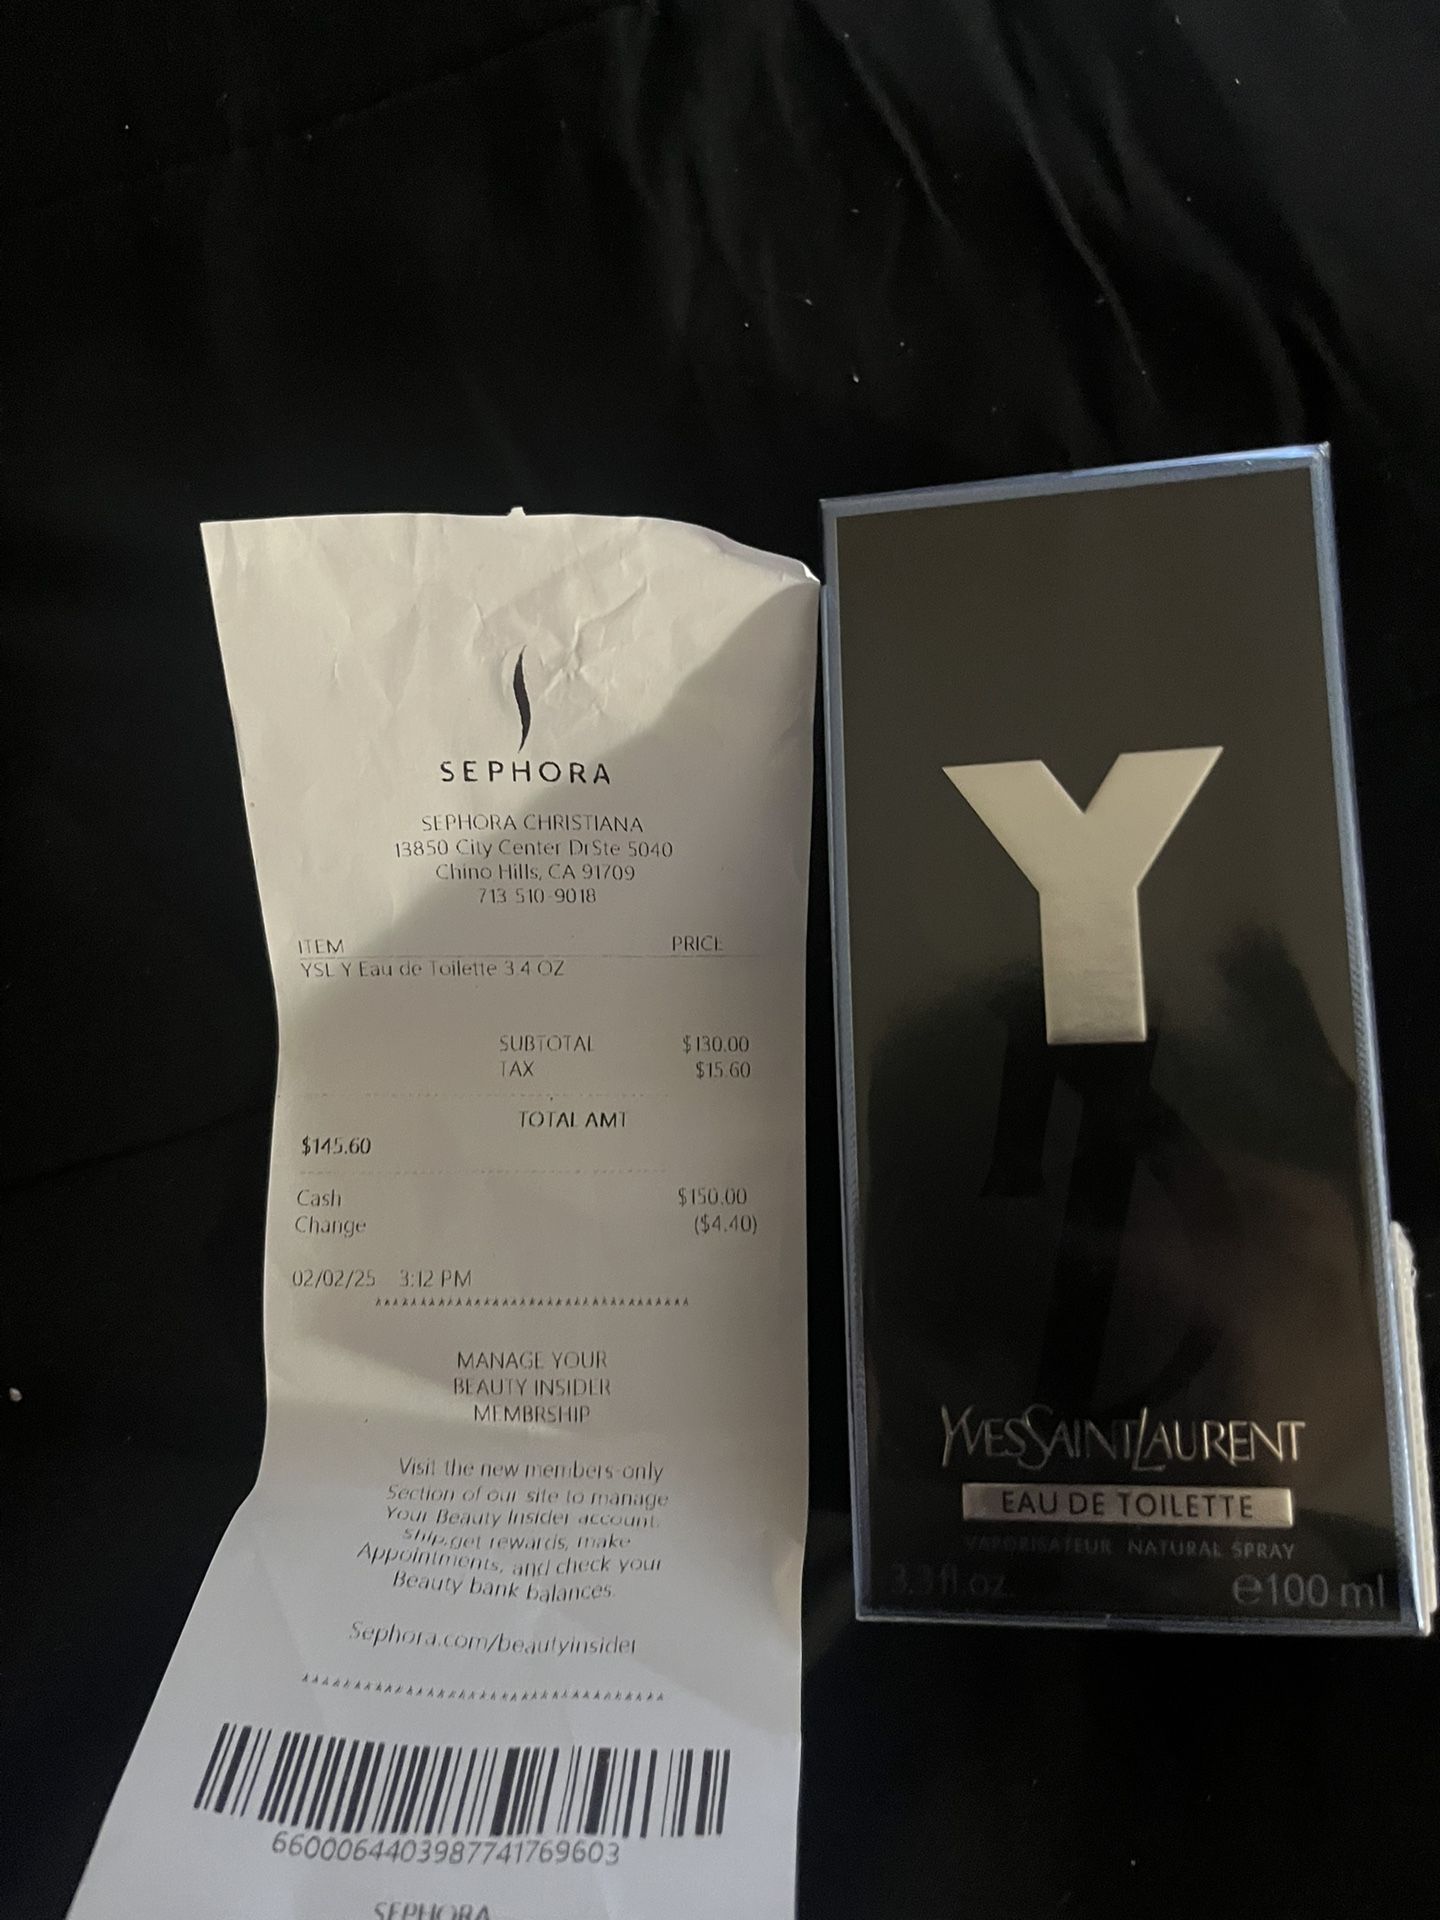 SEPHORA
SEPHORA CHRISTIANA
13850 City Center DrSte 5040
Chino Hills, CA 91709
713-510-9018
ITEM PRICE
YSL Y Eau de Toilette 3.4 OZ
SUBTOTAL $130.00
TAX $15.60
TOTAL AMT
$145.60
Cash $150.00
Change ($4.40)
02/02/25 3:12 PM
MANAGE YOUR
BEAUTY INSIDER
MEMBRSHIP
Visit the new members-only
Section of our site to manage
Your Beauty Insider account.
Ship,get rewards, make
Appointments, and check your
Beauty bank balances.
Sephora.com/beautyinsider
6600064403987741769603
SEPHORA
Y
YVESSAINTLAURENT
EAU DE TOILETTE
VAPORISATEUR NATURAL SPRAY
3.3 fl.oz. e100 ml